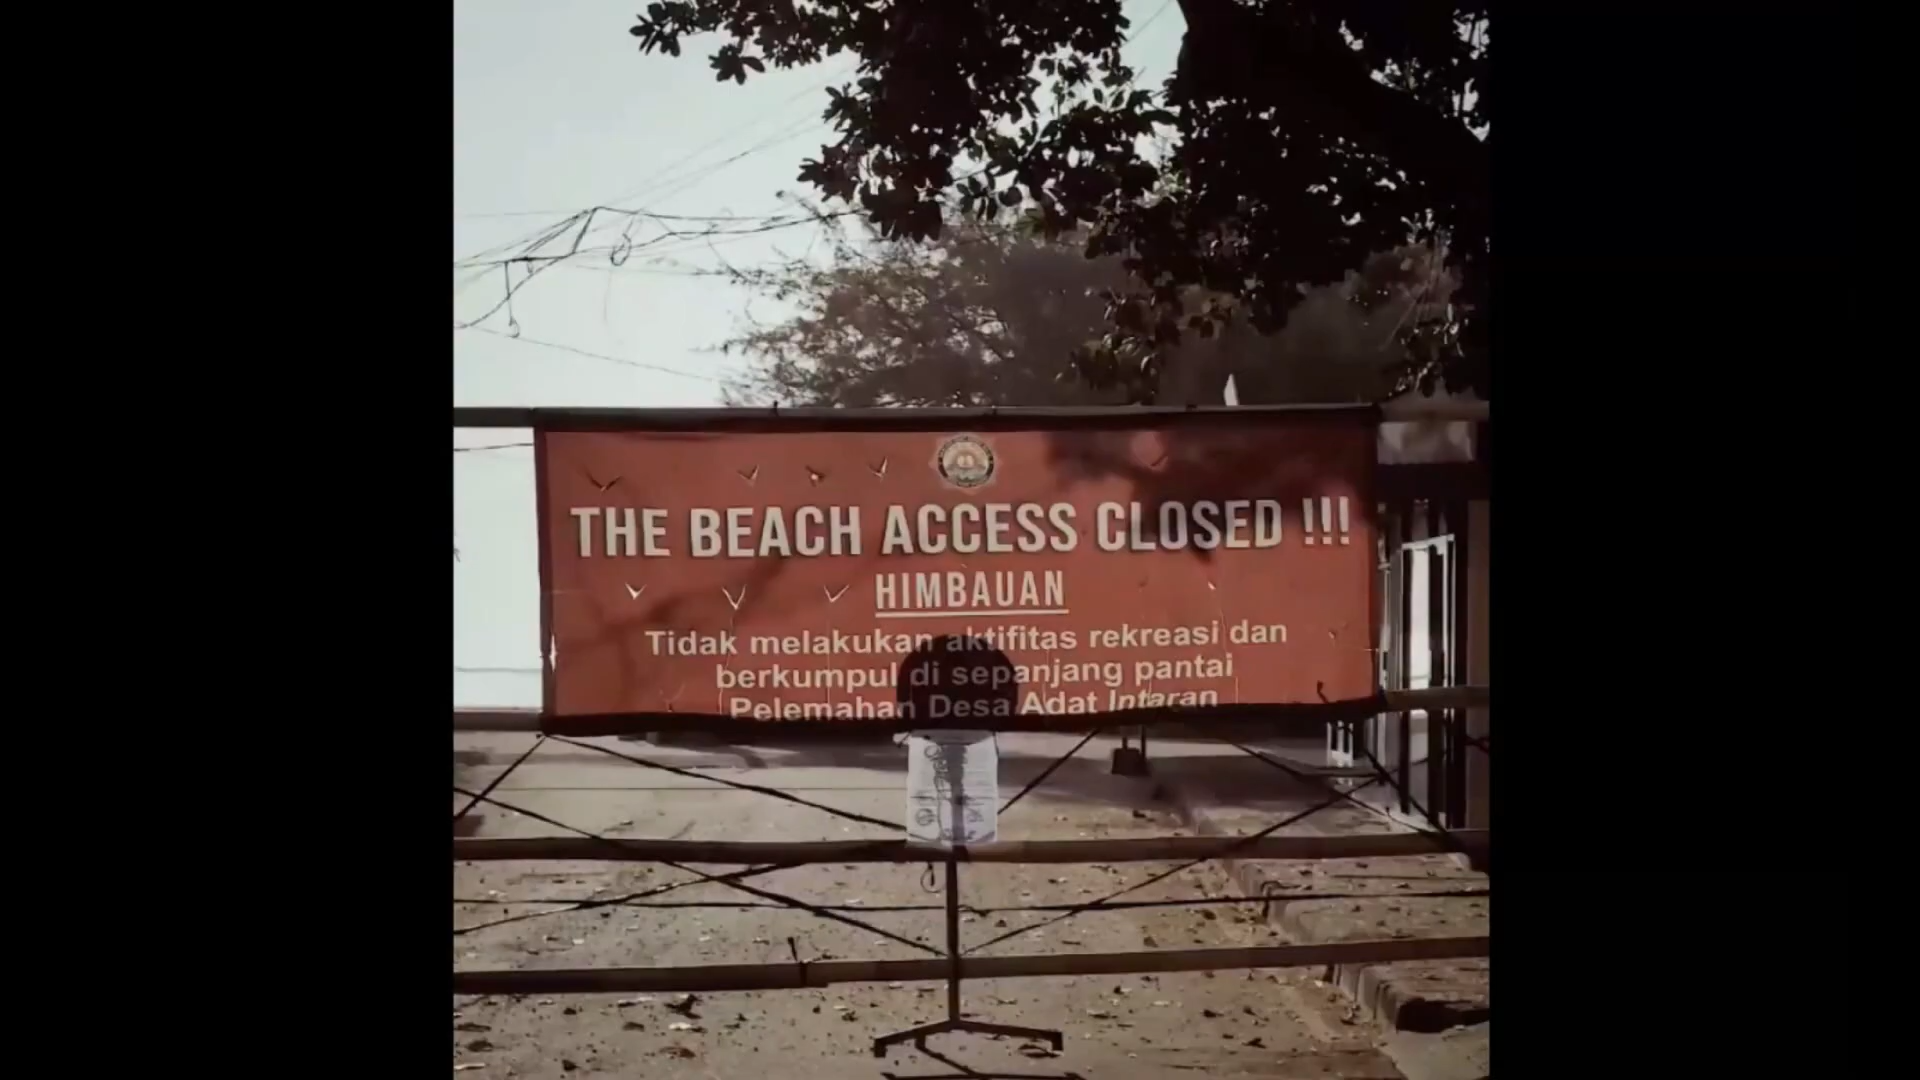 THE BEACH ACCESS CLOSED !!!
HIMBAUAN
Tidak melakukan aktifitas rekreasi dan
berkumpul di sepanjang pantai
Pelemahan Desa Adat Intaran